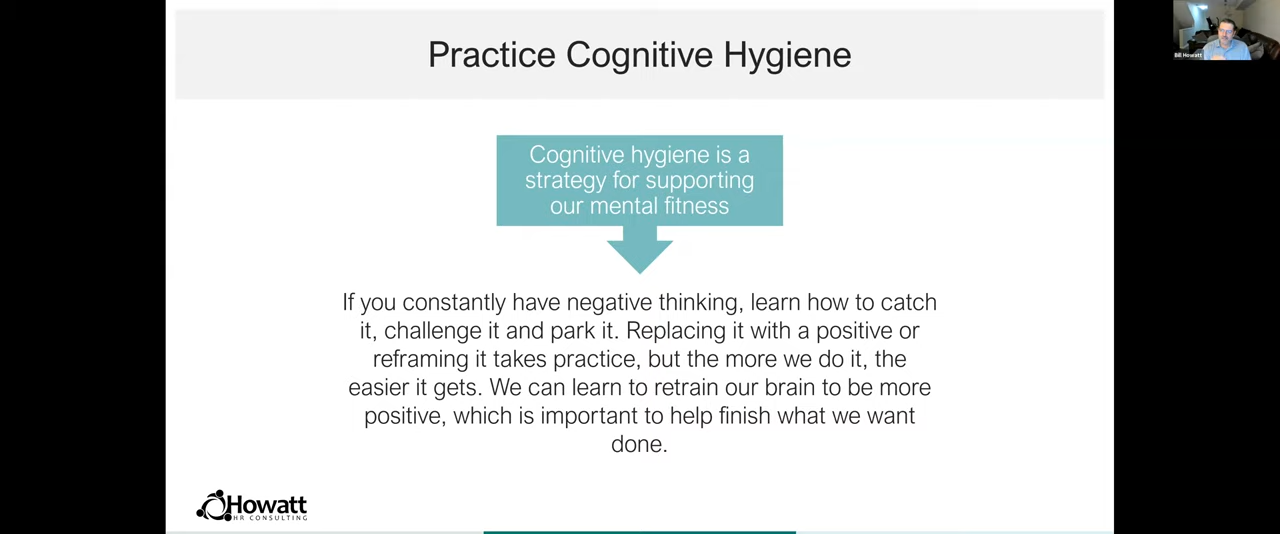 Practice Cognitive Hygiene
Bill Howatt
Cognitive hygiene is a
strategy for supporting
our mental fitness
If you constantly have negative thinking, learn how to catch
it, challenge it and park it. Replacing it with a positive or
reframing it takes practice, but the more we do it, the
easier it gets. We can learn to retrain our brain to be more
positive, which is important to help finish what we want
done.
Howatt
HR CONSULTING